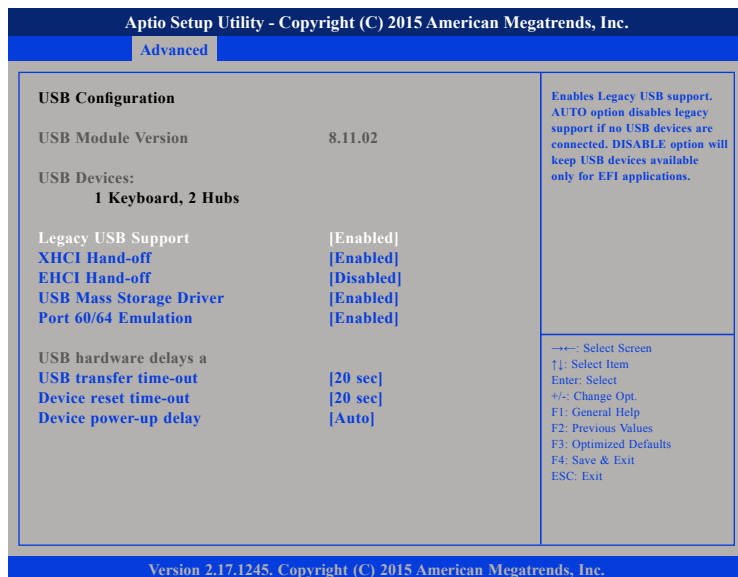 Aptio Setup Utility - Copyright (C) 2015 American Megatrends, Inc.
Advanced
USB Configuration
USB Module Version 8.11.02
USB Devices:
1 Keyboard, 2 Hubs
Legacy USB Support [Enabled]
XHCI Hand-off [Enabled]
EHCI Hand-off [Disabled]
USB Mass Storage Driver [Enabled]
Port 60/64 Emulation [Enabled]
USB hardware delays a
USB transfer time-out [20 sec]
Device reset time-out [20 sec]
Device power-up delay [Auto]
Enables Legacy USB support.
AUTO option disables legacy
support if no USB devices are
connected. DISABLE option will
keep USB devices available
only for EFI applications.
→←: Select Screen
↑↓: Select Item
Enter: Select
+/-: Change Opt.
F1: General Help
F2: Previous Values
F3: Optimized Defaults
F4: Save & Exit
ESC: Exit
Version 2.17.1245. Copyright (C) 2015 American Megatrends, Inc.